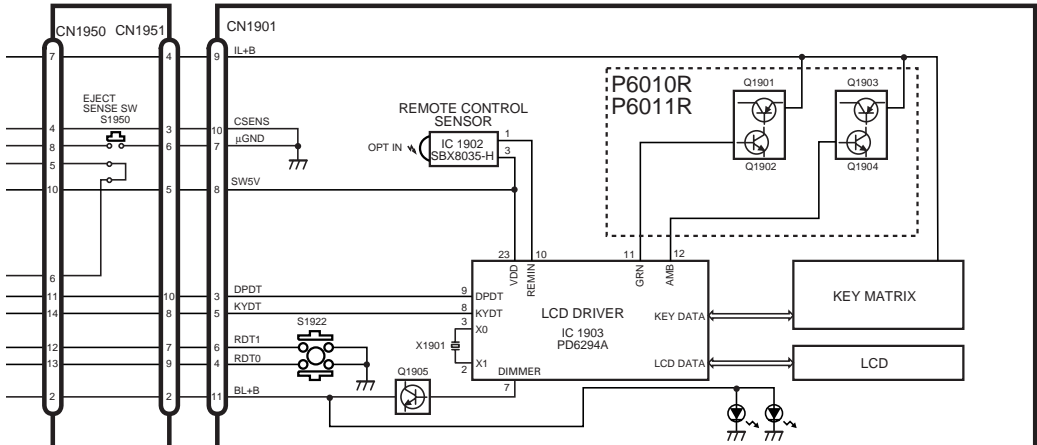 CN1950 CN1951 CN1901
7 4 9 IL+B
P6010R
P6011R
Q1901 Q1903
Q1902 Q1904
EJECT
SENSE SW
S1950
REMOTE CONTROL
SENSOR
OPT IN
IC 1902
SBX8035-H
1
3
4 3 10 CSENS
8 6 7 µGND
5
10 5 8 SW5V
6
23 10 11 12
VDD REMIN GRN AMB
11 10 3 DPDT 9 DPDT
14 8 5 KYDT 8 KYDT
3 X0
X1901
2 X1
LCD DRIVER
IC 1903
PD6294A
KEY DATA
LCD DATA
KEY MATRIX
LCD
S1922
12 7 6 RDT1
13 9 4 RDT0
DIMMER
7
Q1905
2 2 11 BL+B